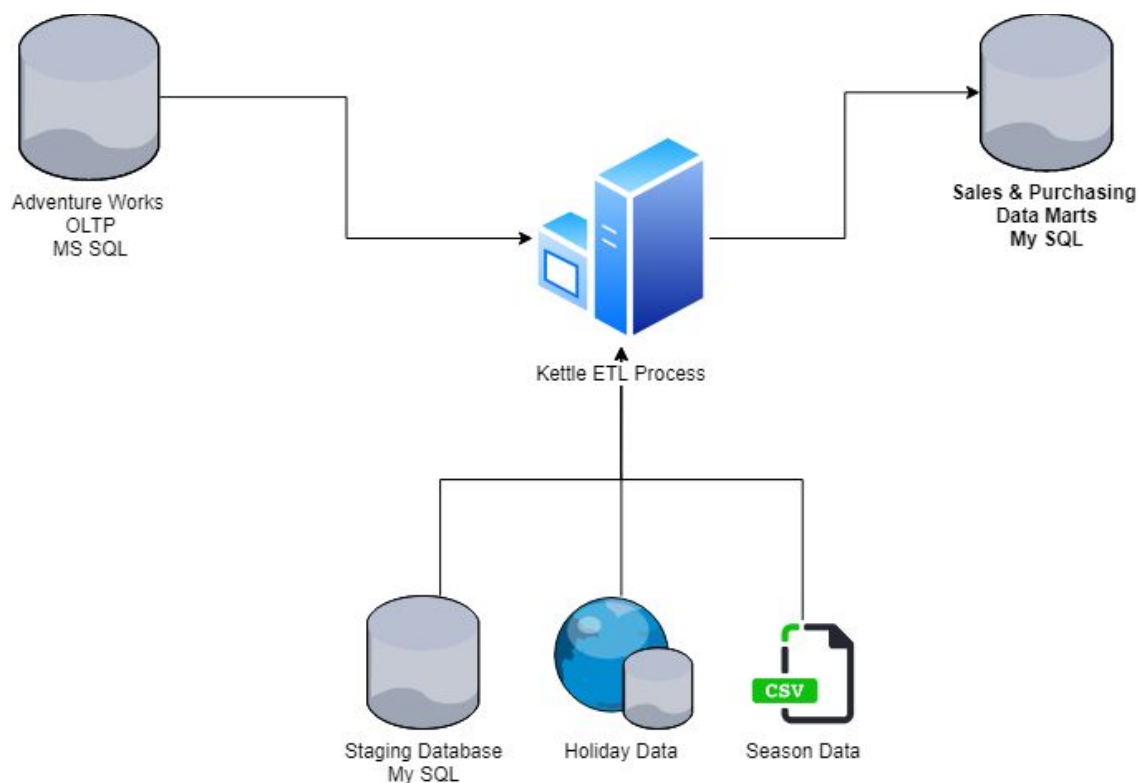 Adventure Works
OLTP
MS SQL
Sales & Purchasing
Data Marts
My SQL
Kettle ETL Process
CSV
Staging Database
My SQL
Holiday Data
Season Data